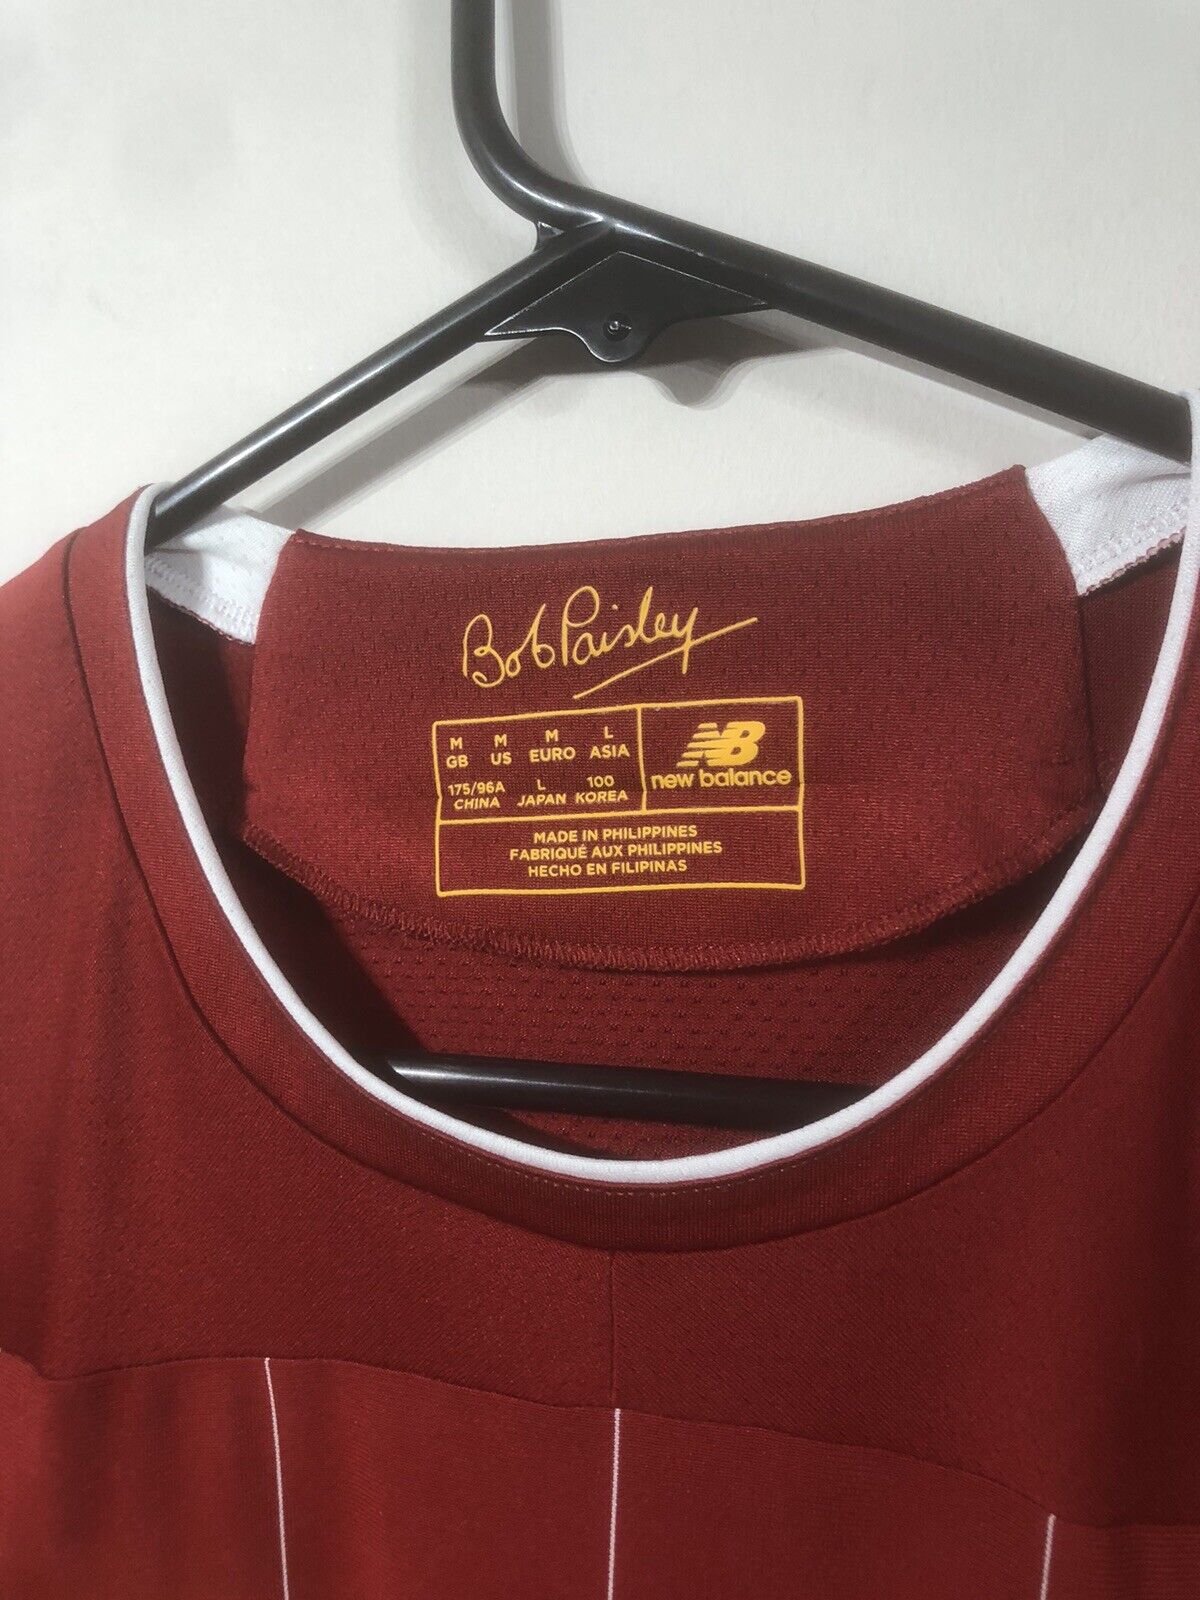 Bob Paisley
M M M L
GB US EURO ASIA
175/96A L 100
CHINA JAPAN KOREA
NB
new balance
MADE IN PHILIPPINES
FABRIQUÉ AUX PHILIPPINES
HECHO EN FILIPINAS